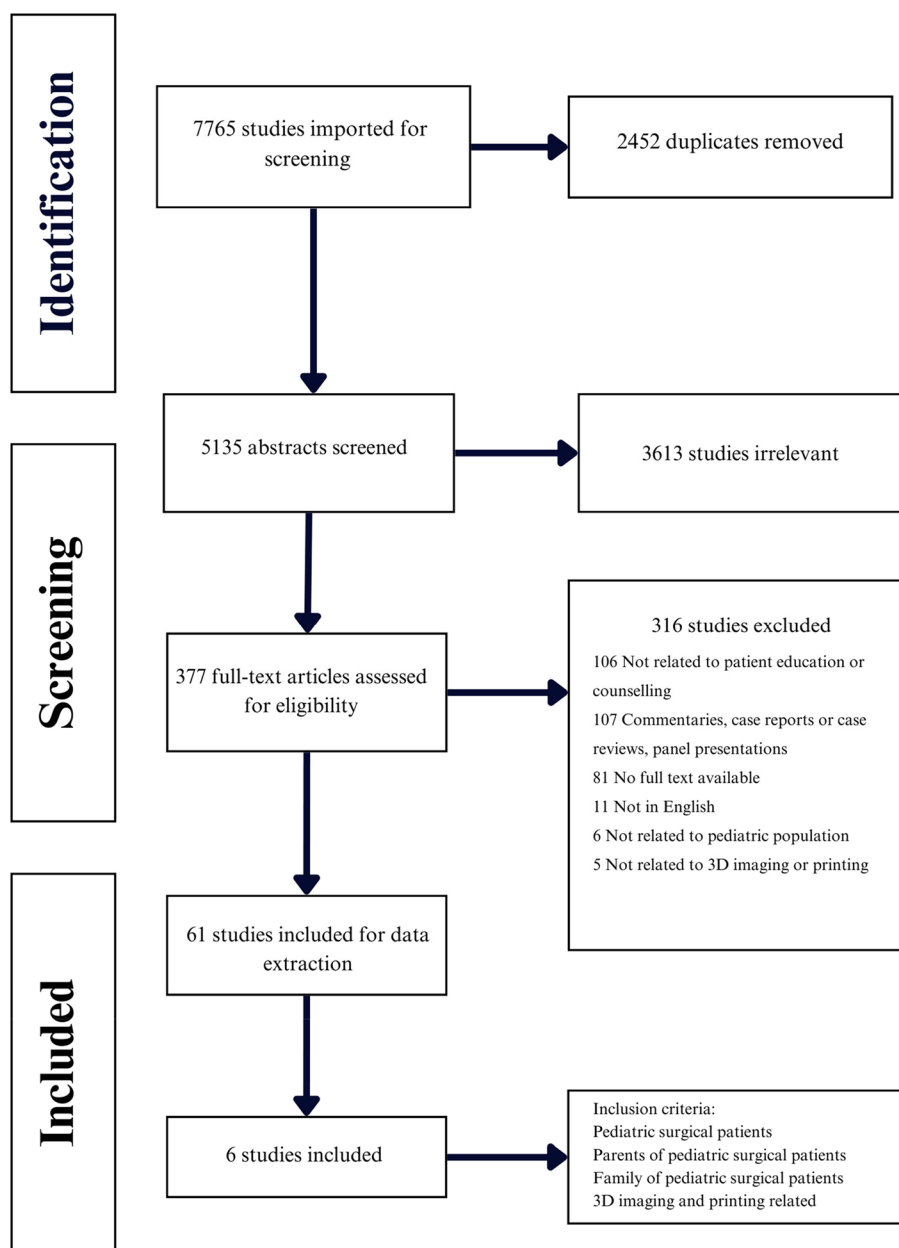 Identification
7765 studies imported for
screening
2452 duplicates removed
5135 abstracts screened
3613 studies irrelevant
Screening
377 full-text articles assessed
for eligibility
316 studies excluded
106 Not related to patient education or
counselling
107 Commentaries, case reports or case
reviews, panel presentations
81 No full text available
11 Not in English
6 Not related to pediatric population
5 Not related to 3D imaging or printing
Included
61 studies included for data
extraction
6 studies included
Inclusion criteria:
Pediatric surgical patients
Parents of pediatric surgical patients
Family of pediatric surgical patients
3D imaging and printing related